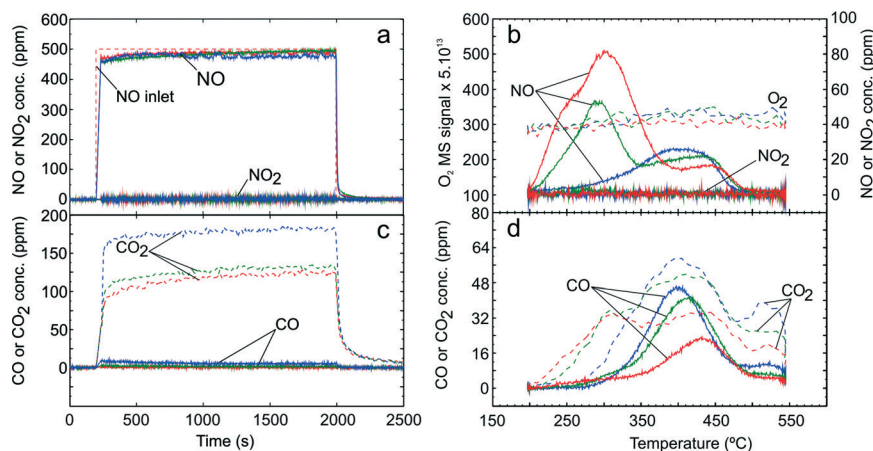 a
NO or NO2 conc. (ppm)
600
500
400
300
200
100
0
NO inlet
NO
NO2
b
O2 MS signal x 5.10^13
600
500
400
300
200
100
NO
O2
NO2
100
80
60
40
20
0
NO or NO2 conc. (ppm)
c
CO or CO2 conc. (ppm)
200
150
125
100
50
25
0
CO2
CO
0
500
1000
1500
2000
2500
Time (s)
d
CO or CO2 conc. (ppm)
80
64
48
32
16
0
CO
CO2
150
250
350
450
550
Temperature (ºC)